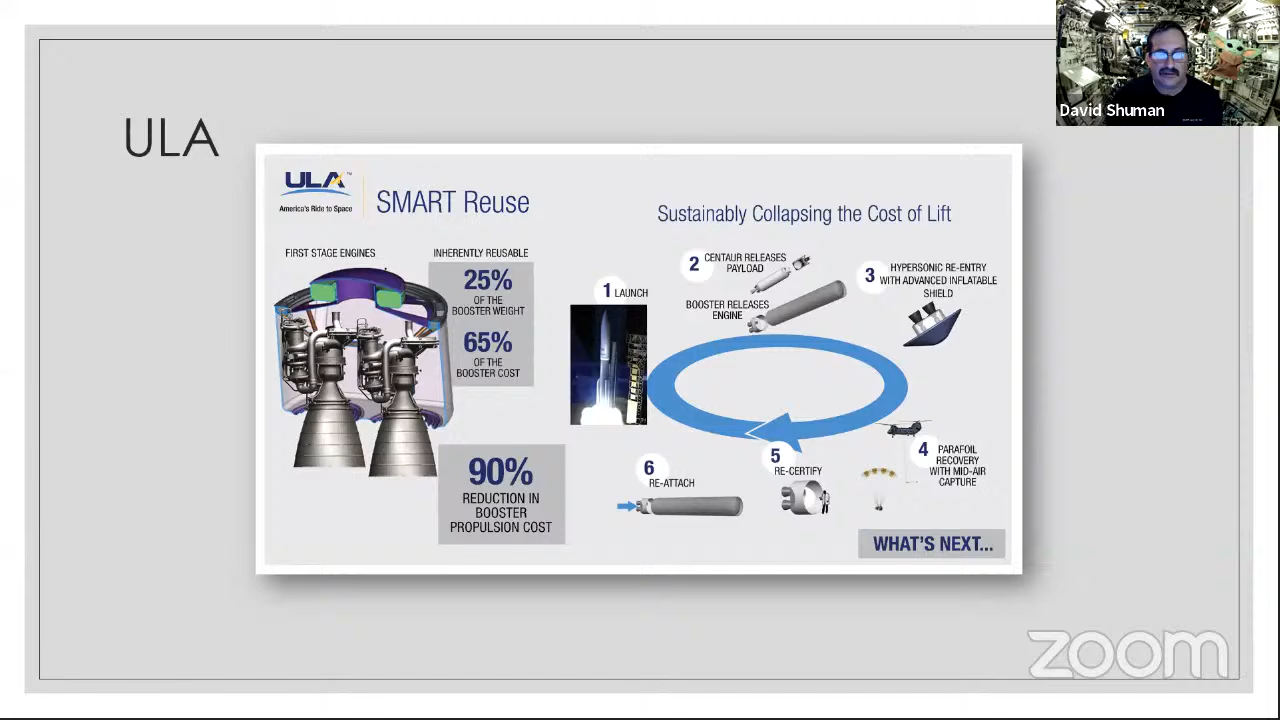 David Shuman
ULA
ULA™
America's Ride to Space
SMART Reuse
Sustainably Collapsing the Cost of Lift
FIRST STAGE ENGINES
INHERENTLY REUSABLE
25%
OF THE
BOOSTER WEIGHT
65%
OF THE
BOOSTER COST
90%
REDUCTION IN
BOOSTER
PROPULSION COST
1 LAUNCH
2 CENTAUR RELEASES
PAYLOAD
BOOSTER RELEASES
ENGINE
3 HYPERSONIC RE-ENTRY
WITH ADVANCED INFLATABLE
SHIELD
4 PARAFOIL
RECOVERY
WITH MID-AIR
CAPTURE
5
RE-CERTIFY
6
RE-ATTACH
WHAT'S NEXT...
zoom